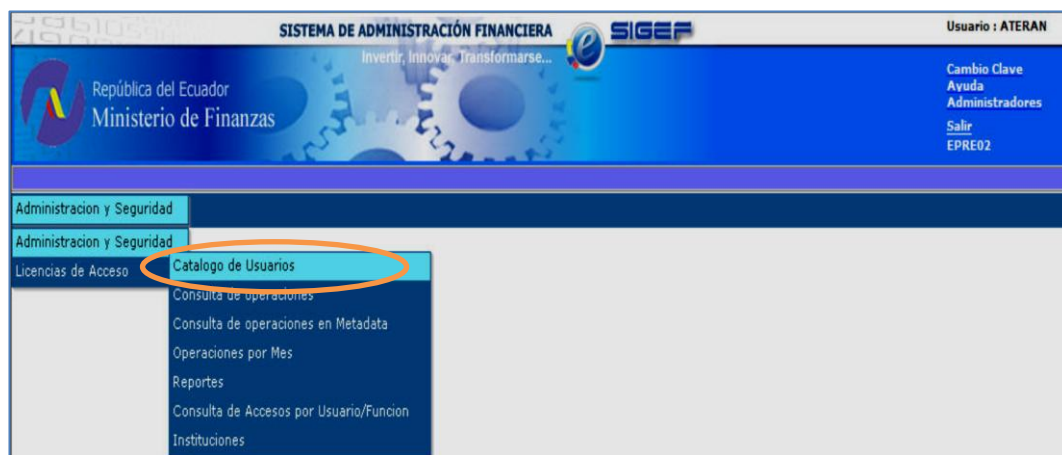 SISTEMA DE ADMINISTRACIÓN FINANCIERA
e SIGEF
Usuario : ATERAN
Invertir, Innovar, Transformarse...
República del Ecuador
Ministerio de Finanzas
Cambio Clave
Ayuda
Administradores
Salir
EPRE02
Administracion y Seguridad
Administracion y Seguridad
Licencias de Acceso
Catalogo de Usuarios
Consulta de operaciones
Consulta de operaciones en Metadata
Operaciones por Mes
Reportes
Consulta de Accesos por Usuario/Funcion
Instituciones